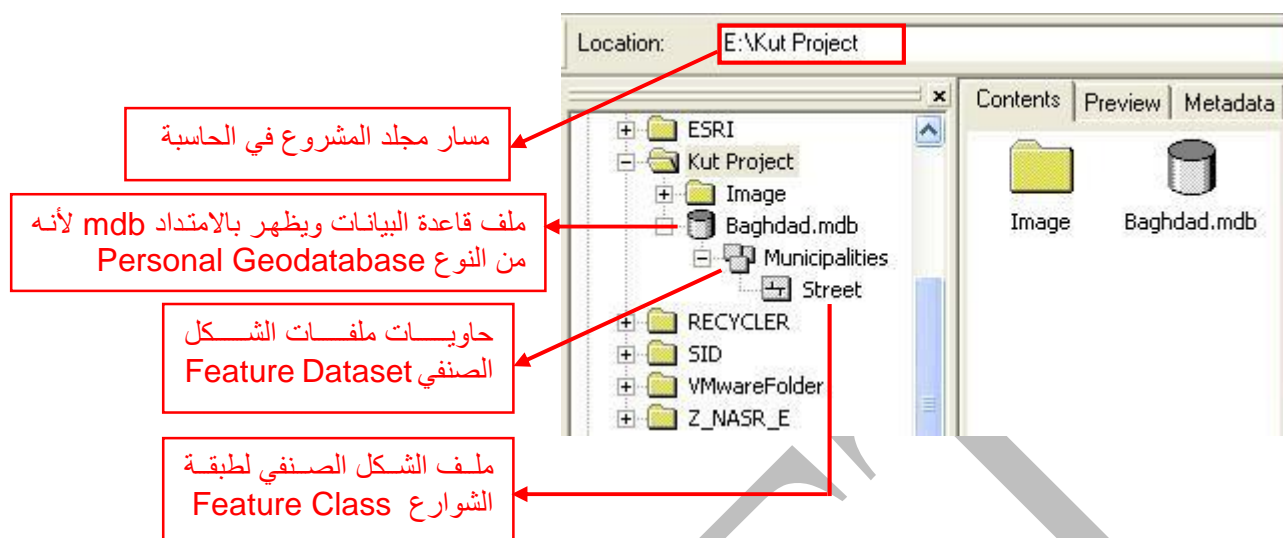 Location: E:\Kut Project
Contents Preview Metadata
ESRI
Kut Project
Image
Baghdad.mdb
Municipalities
Street
RECYCLER
SID
VMwareFolder
Z_NASR_E
Image Baghdad.mdb
مسار مجلد المشروع في الحاسبة
ملف قاعدة البيانات ويظهر بالامتداد mdb لأنه
من النوع Personal Geodatabase
حاويات ملفات الشكل
الصنفي Feature Dataset
ملف الشكل الصنفي لطبقة
الشوارع Feature Class